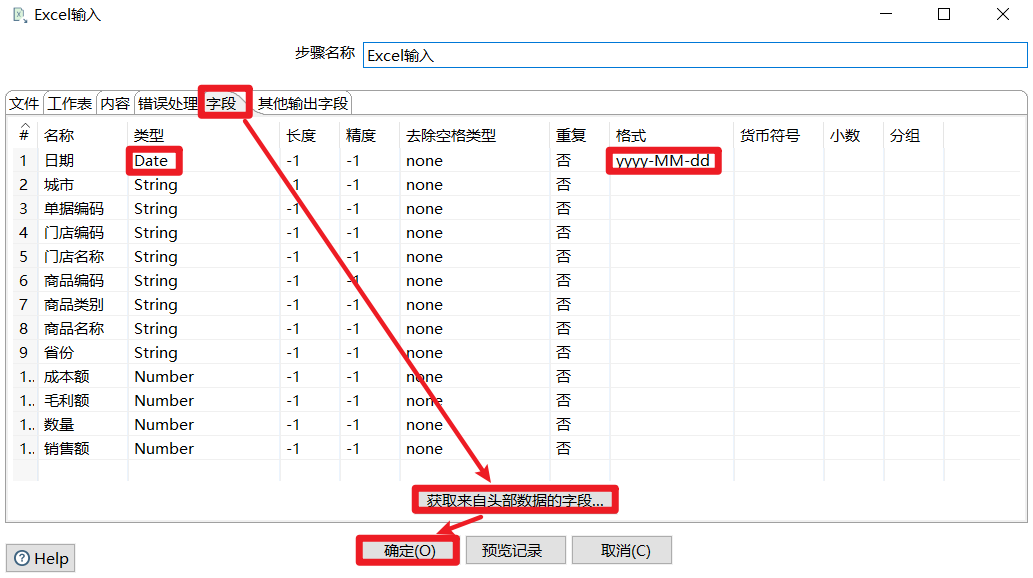 Excel输入
步骤名称 Excel输入
文件 工作表 内容 错误处理 字段 其他输出字段
# 名称 类型 长度 精度 去除空格类型 重复 格式 货币符号 小数 分组
1 日期 Date -1 -1 none 否 yyyy-MM-dd
2 城市 String -1 -1 none 否
3 单据编码 String -1 -1 none 否
4 门店编码 String -1 -1 none 否
5 门店名称 String -1 -1 none 否
6 商品编码 String -1 -1 none 否
7 商品类别 String -1 -1 none 否
8 商品名称 String -1 -1 none 否
9 省份 String -1 -1 none 否
1.. 成本额 Number -1 -1 none 否
1.. 毛利额 Number -1 -1 none 否
1.. 数量 Number -1 -1 none 否
1.. 销售额 Number -1 -1 none 否
获取来自头部数据的字段...
Help 确定(O) 预览记录 取消(C)